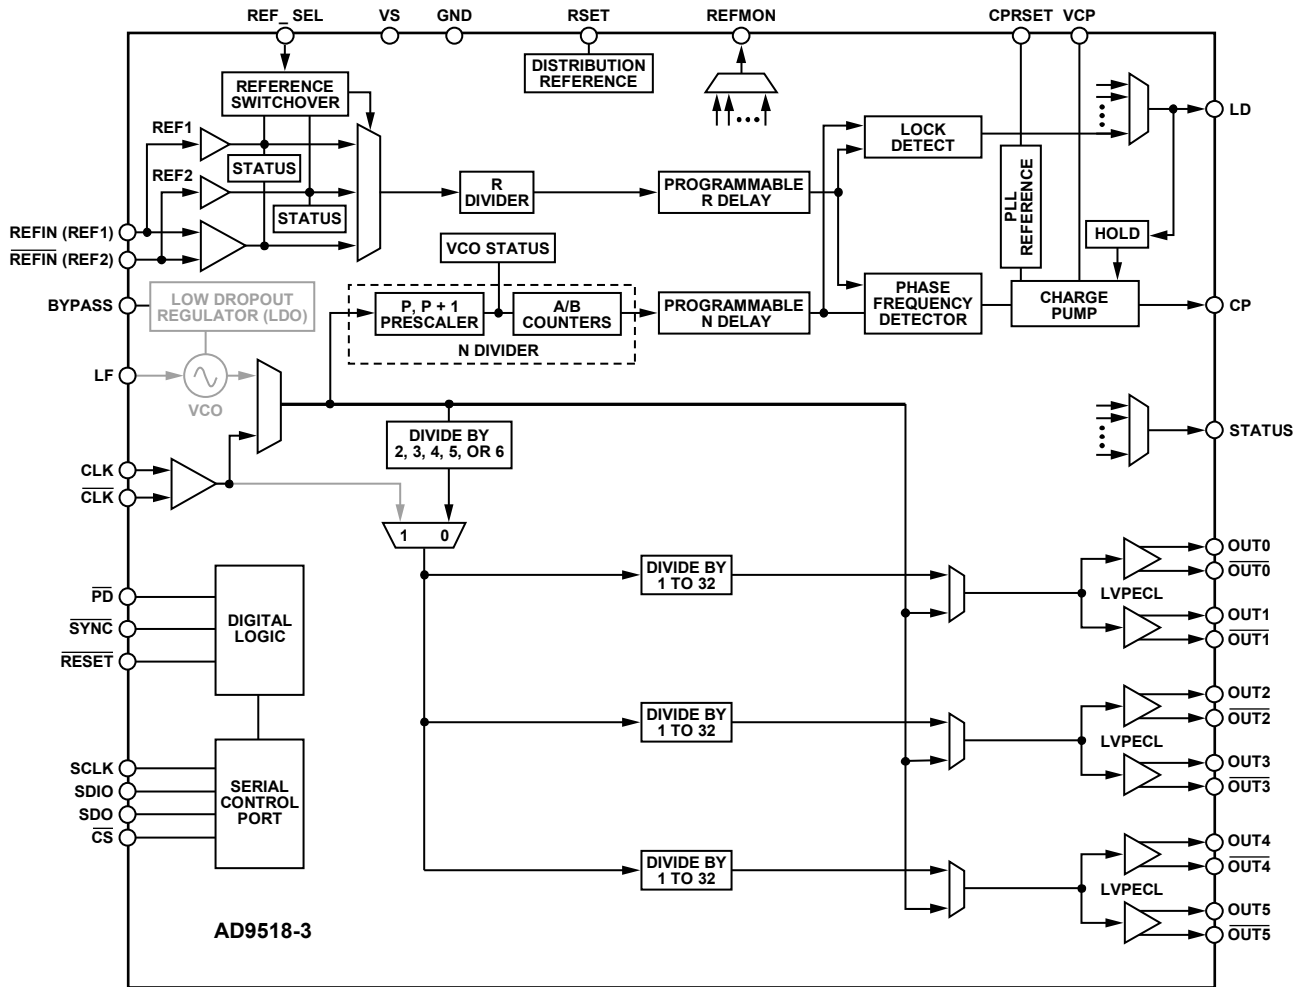 REF_ SEL
VS
GND
RSET
REFMON
CPRSET
VCP
DISTRIBUTION
REFERENCE
REFERENCE
SWITCHOVER
REF1
STATUS
REF2
STATUS
REFIN (REF1)
REFIN (REF2)
R
DIVIDER
PROGRAMMABLE
R DELAY
LOCK
DETECT
PLL
REFERENCE
LD
HOLD
VCO STATUS
BYPASS
LOW DROPOUT
REGULATOR (LDO)
P, P + 1
PRESCALER
A/B
COUNTERS
N DIVIDER
PROGRAMMABLE
N DELAY
PHASE
FREQUENCY
DETECTOR
CHARGE
PUMP
CP
LF
VCO
DIVIDE BY
2, 3, 4, 5, OR 6
STATUS
CLK
CLK
1
0
PD
SYNC
RESET
DIGITAL
LOGIC
DIVIDE BY
1 TO 32
LVPECL
OUT0
OUT0
OUT1
OUT1
DIVIDE BY
1 TO 32
LVPECL
OUT2
OUT2
OUT3
OUT3
SCLK
SDIO
SDO
CS
SERIAL
CONTROL
PORT
DIVIDE BY
1 TO 32
LVPECL
OUT4
OUT4
OUT5
OUT5
AD9518-3